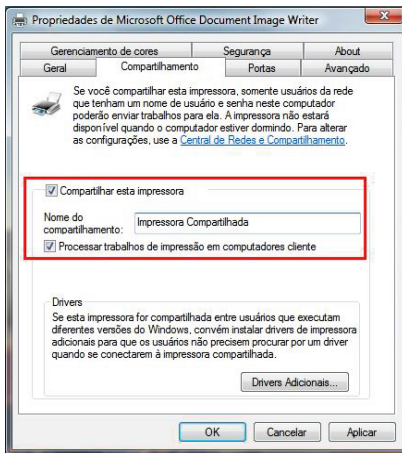 Propriedades de Microsoft Office Document Image Writer
Gerenciamento de cores
Segurança
About
Geral
Compartilhamento
Portas
Avançado
Se você compartilhar esta impressora, somente usuários da rede
que tenham um nome de usuário e senha neste computador
poderão enviar trabalhos para ela. A impressora não estará
disponível quando o computador estiver dormindo. Para alterar
as configurações, use a Central de Redes e Compartilhamento.
Compartilhar esta impressora
Nome do
compartilhamento:
Impressora Compartilhada
Processar trabalhos de impressão em computadores cliente
Drivers
Se esta impressora for compartilhada entre usuários que executam
diferentes versões do Windows, convém instalar drivers de impressora
adicionais para que os usuários não precisem procurar por um driver
quando se conectarem à impressora compartilhada.
Drivers Adicionais...
OK
Cancelar
Aplicar